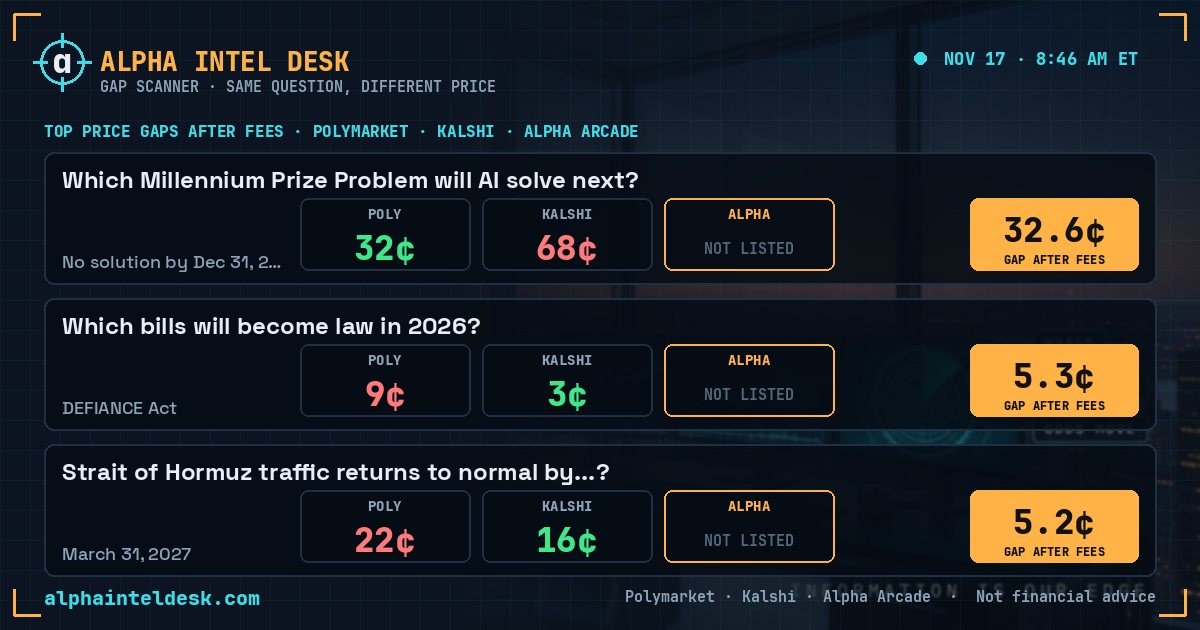 α
ALPHA INTEL DESK
GAP SCANNER · SAME QUESTION, DIFFERENT PRICE
NOV 17 · 8:46 AM ET
TOP PRICE GAPS AFTER FEES · POLYMARKET · KALSHI · ALPHA ARCADE
Which Millennium Prize Problem will AI solve next?
No solution by Dec 31, 2…
POLY
32¢
KALSHI
68¢
ALPHA
NOT LISTED
32.6¢
GAP AFTER FEES
Which bills will become law in 2026?
DEFIANCE Act
POLY
9¢
KALSHI
3¢
ALPHA
NOT LISTED
5.3¢
GAP AFTER FEES
Strait of Hormuz traffic returns to normal by...?
March 31, 2027
POLY
22¢
KALSHI
16¢
ALPHA
NOT LISTED
5.2¢
GAP AFTER FEES
INFORMATION IS OUR EDGE
alphainteldesk.com
Polymarket · Kalshi · Alpha Arcade · Not financial advice